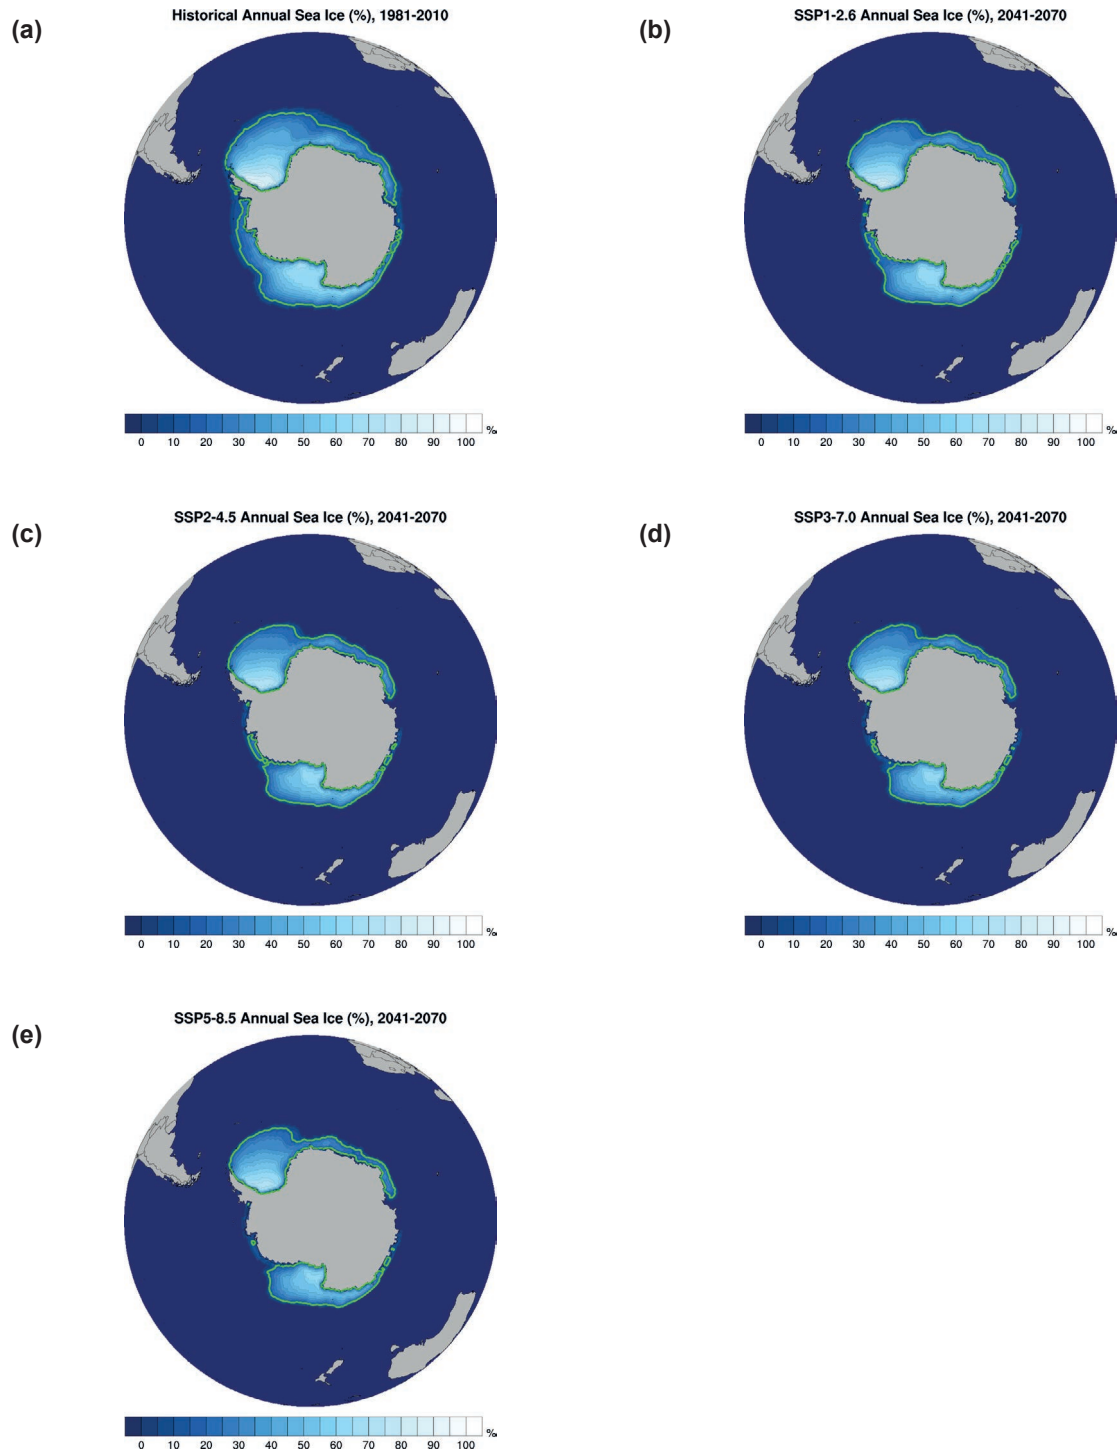 (a)
Historical Annual Sea Ice (%), 1981-2010
0 10 20 30 40 50 60 70 80 90 100 %
(b)
SSP1-2.6 Annual Sea Ice (%), 2041-2070
0 10 20 30 40 50 60 70 80 90 100 %
(c)
SSP2-4.5 Annual Sea Ice (%), 2041-2070
0 10 20 30 40 50 60 70 80 90 100 %
(d)
SSP3-7.0 Annual Sea Ice (%), 2041-2070
0 10 20 30 40 50 60 70 80 90 100 %
(e)
SSP5-8.5 Annual Sea Ice (%), 2041-2070
0 10 20 30 40 50 60 70 80 90 100 %